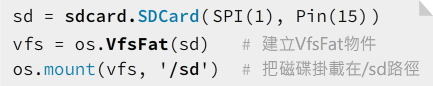 sd = sdcard.SDCard(SPI(1), Pin(15))
vfs = os.VfsFat(sd)   # 建立VfsFat物件
os.mount(vfs, '/sd')  # 把磁碟掛載在/sd路徑